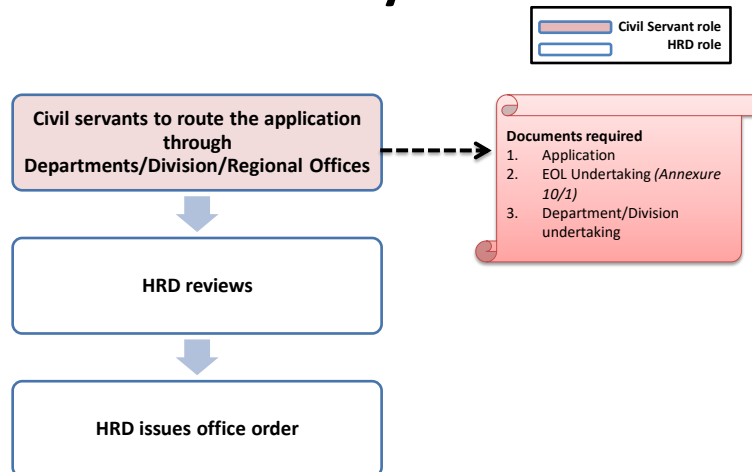 Civil Servant role
HRD role
Civil servants to route the application
through
Departments/Division/Regional Offices
Documents required
1. Application
2. EOL Undertaking (Annexure
10/1)
3. Department/Division
undertaking
HRD reviews
HRD issues office order